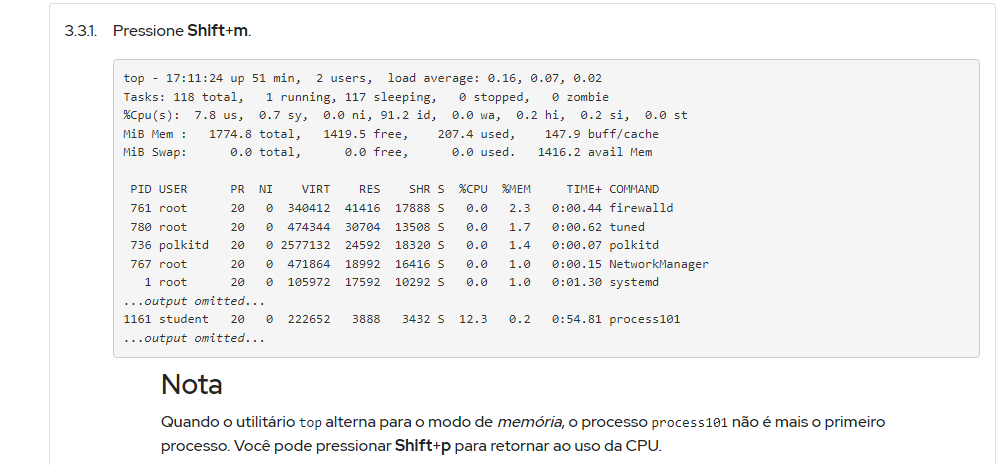 3.3.1. Pressione Shift+m.
top - 17:11:24 up 51 min,  2 users,  load average: 0.16, 0.07, 0.02
Tasks: 118 total,   1 running, 117 sleeping,   0 stopped,   0 zombie
%Cpu(s):  7.8 us,  0.7 sy,  0.0 ni, 91.2 id,  0.0 wa,  0.2 hi,  0.2 si,  0.0 st
MiB Mem :   1774.8 total,   1419.5 free,    207.4 used,    147.9 buff/cache
MiB Swap:      0.0 total,      0.0 free,      0.0 used.   1416.2 avail Mem
 PID USER      PR  NI    VIRT    RES    SHR S  %CPU  %MEM     TIME+ COMMAND
 761 root      20   0  340412  41416  17888 S   0.0   2.3   0:00.44 firewalld
 780 root      20   0  474344  30704  13508 S   0.0   1.7   0:00.62 tuned
 736 polkitd   20   0 2577132  24592  18320 S   0.0   1.4   0:00.07 polkitd
 767 root      20   0  471864  18992  16416 S   0.0   1.0   0:00.15 NetworkManager
   1 root      20   0  105972  17592  10292 S   0.0   1.0   0:01.30 systemd
...output omitted...
1161 student   20   0  222652   3888   3432 S  12.3   0.2   0:54.81 process101
...output omitted...
Nota
Quando o utilitário top alterna para o modo de memória, o processo process101 não é mais o primeiro
processo. Você pode pressionar Shift+p para retornar ao uso da CPU.